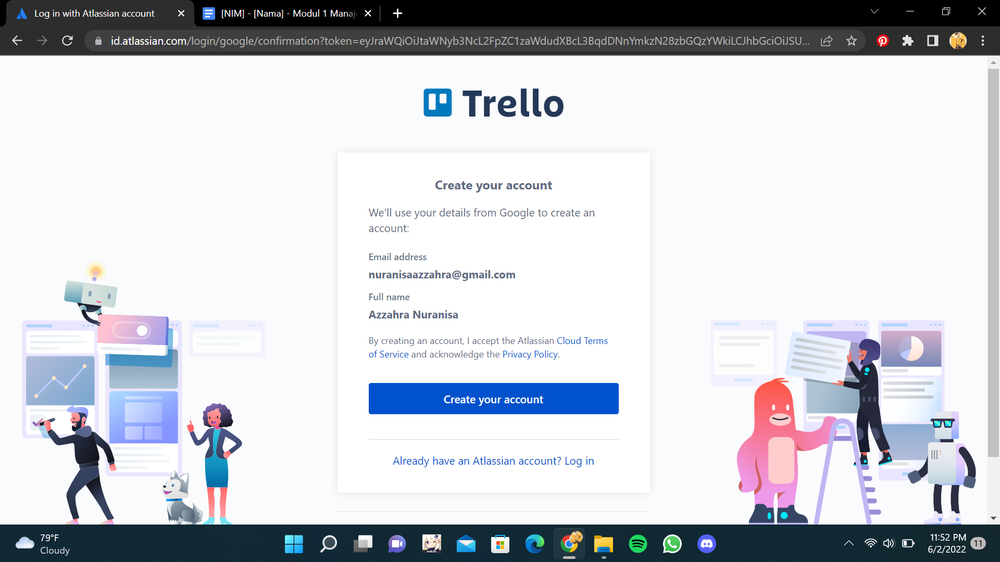 Log in with Atlassian account
[NIM] - [Nama] - Modul 1 Manaj
id.atlassian.com/login/google/confirmation?token=eyJraWQiOiJtaWNyb3NcL2FpZC1zaWdudXBcL3BqdDNnYmkzN28zbGQzYWkiLCJhbGciOiJSU...
Trello
Create your account
We'll use your details from Google to create an
account:
Email address
nuranisaazzahra@gmail.com
Full name
Azzahra Nuranisa
By creating an account, I accept the Atlassian Cloud Terms
of Service and acknowledge the Privacy Policy.
Create your account
Already have an Atlassian account? Log in
79°F
Cloudy
11:52 PM
6/2/2022
11